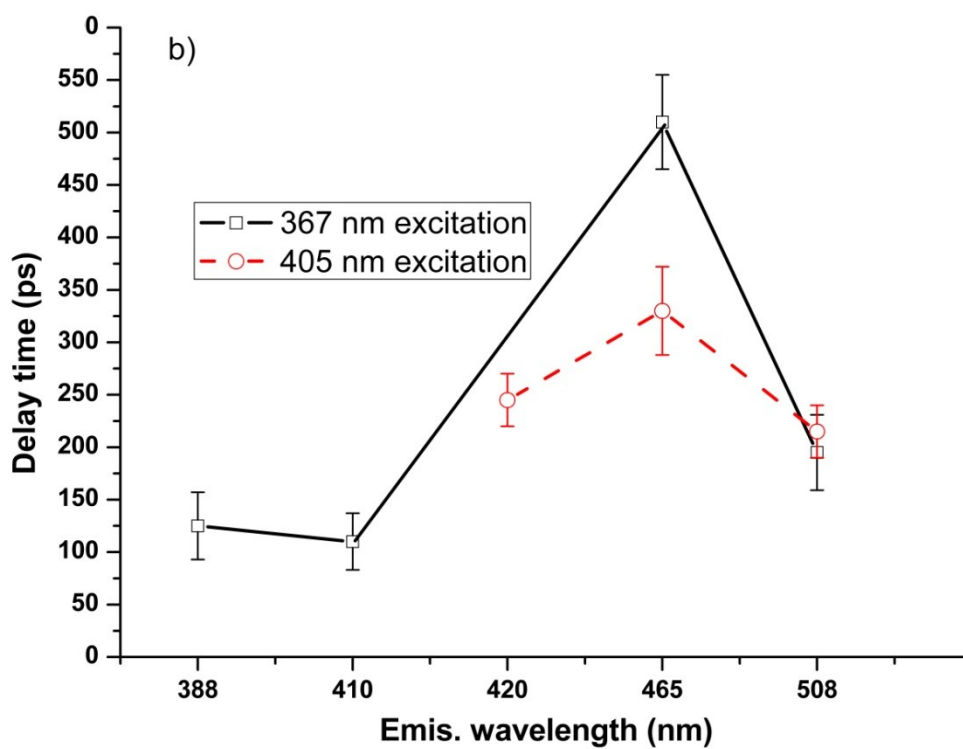 b)
0
550
500
450
400
350
300
250
200
150
100
50
0
Delay time (ps)
367 nm excitation
405 nm excitation
388 410 420 465 508
Emis. wavelength (nm)